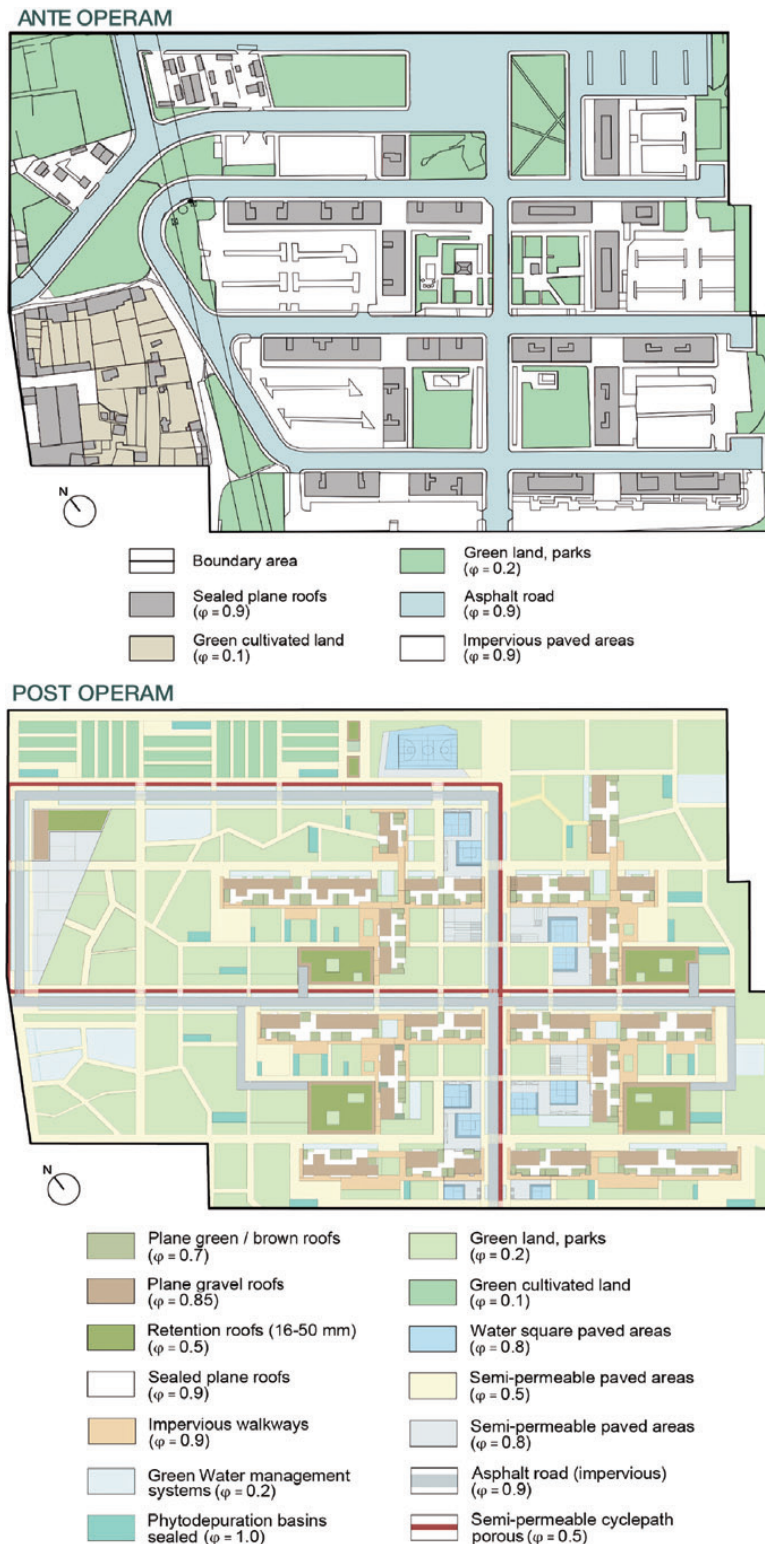 ANTE OPERAM
N
Boundary area
Green land, parks
(φ = 0.2)
Sealed plane roofs
(φ = 0.9)
Asphalt road
(φ = 0.9)
Green cultivated land
(φ = 0.1)
Impervious paved areas
(φ = 0.9)
POST OPERAM
N
Plane green / brown roofs
(φ = 0.7)
Plane gravel roofs
(φ = 0.85)
Retention roofs (16-50 mm)
(φ = 0.5)
Sealed plane roofs
(φ = 0.9)
Impervious walkways
(φ = 0.9)
Green Water management
systems (φ = 0.2)
Phytodepuration basins
sealed (φ = 1.0)
Green land, parks
(φ = 0.2)
Green cultivated land
(φ = 0.1)
Water square paved areas
(φ = 0.8)
Semi-permeable paved areas
(φ = 0.5)
Semi-permeable paved areas
(φ = 0.8)
Asphalt road (impervious)
(φ = 0.9)
Semi-permeable cyclepath
porous (φ = 0.5)